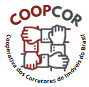 COOPCOR
Cooperativa dos Corretores de Imóveis do Brasil